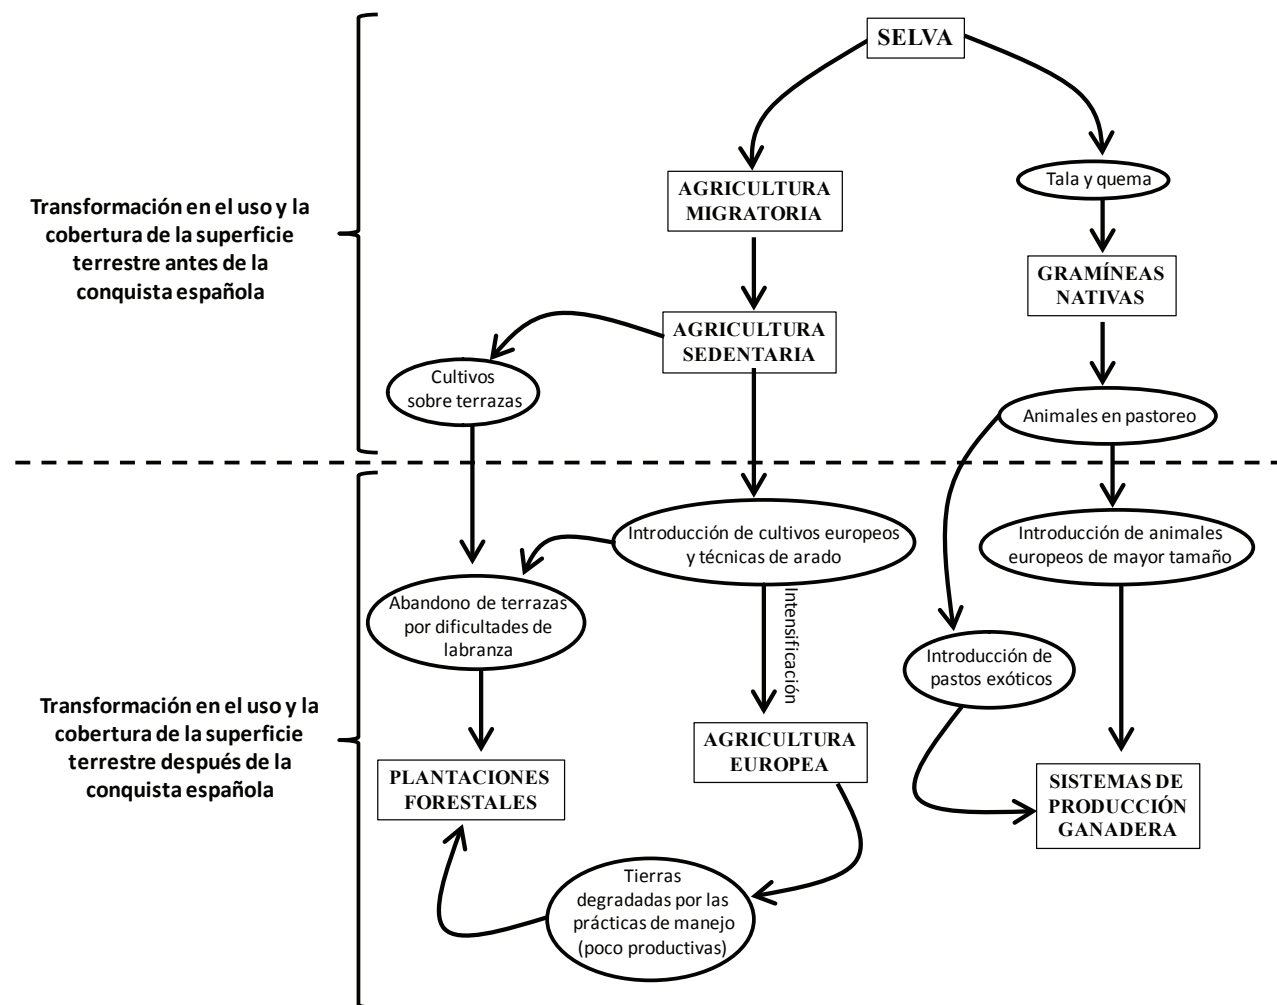 SELVA
Transformación en el uso y la
cobertura de la superficie
terrestre antes de la
conquista española
AGRICULTURA
MIGRATORIA
Tala y quema
GRAMÍNEAS
NATIVAS
AGRICULTURA
SEDENTARIA
Cultivos
sobre terrazas
Animales en pastoreo
Introducción de cultivos europeos
y técnicas de arado
Introducción de animales
europeos de mayor tamaño
Abandono de terrazas
por dificultades de
labranza
Intensificación
Introducción de
pastos exóticos
Transformación en el uso y la
cobertura de la superficie
terrestre después de la
conquista española
AGRICULTURA
EUROPEA
PLANTACIONES
FORESTALES
SISTEMAS DE
PRODUCCIÓN
GANADERA
Tierras
degradadas por las
prácticas de manejo
(poco productivas)